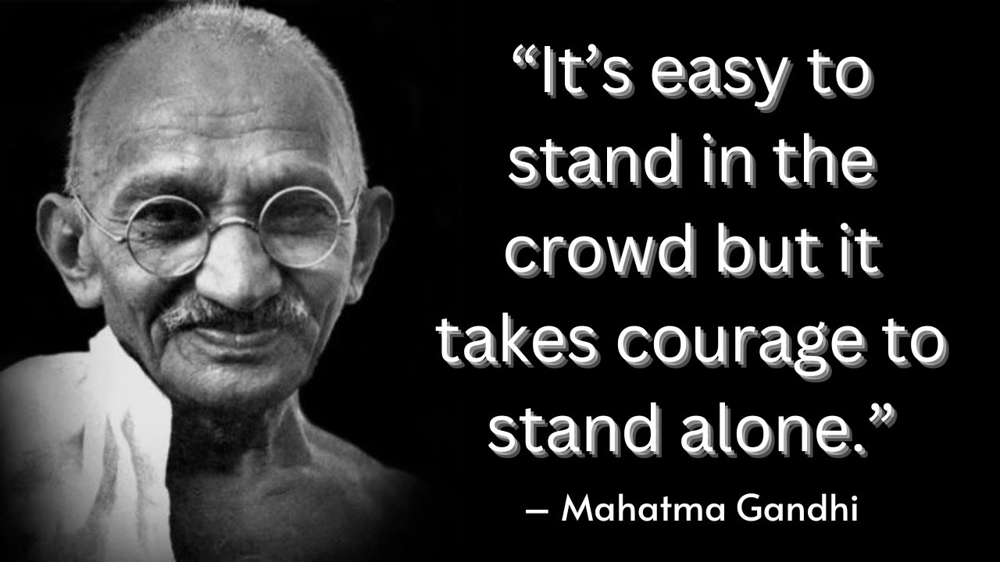 “It’s easy to
stand in the
crowd but it
takes courage to
stand alone.”
– Mahatma Gandhi